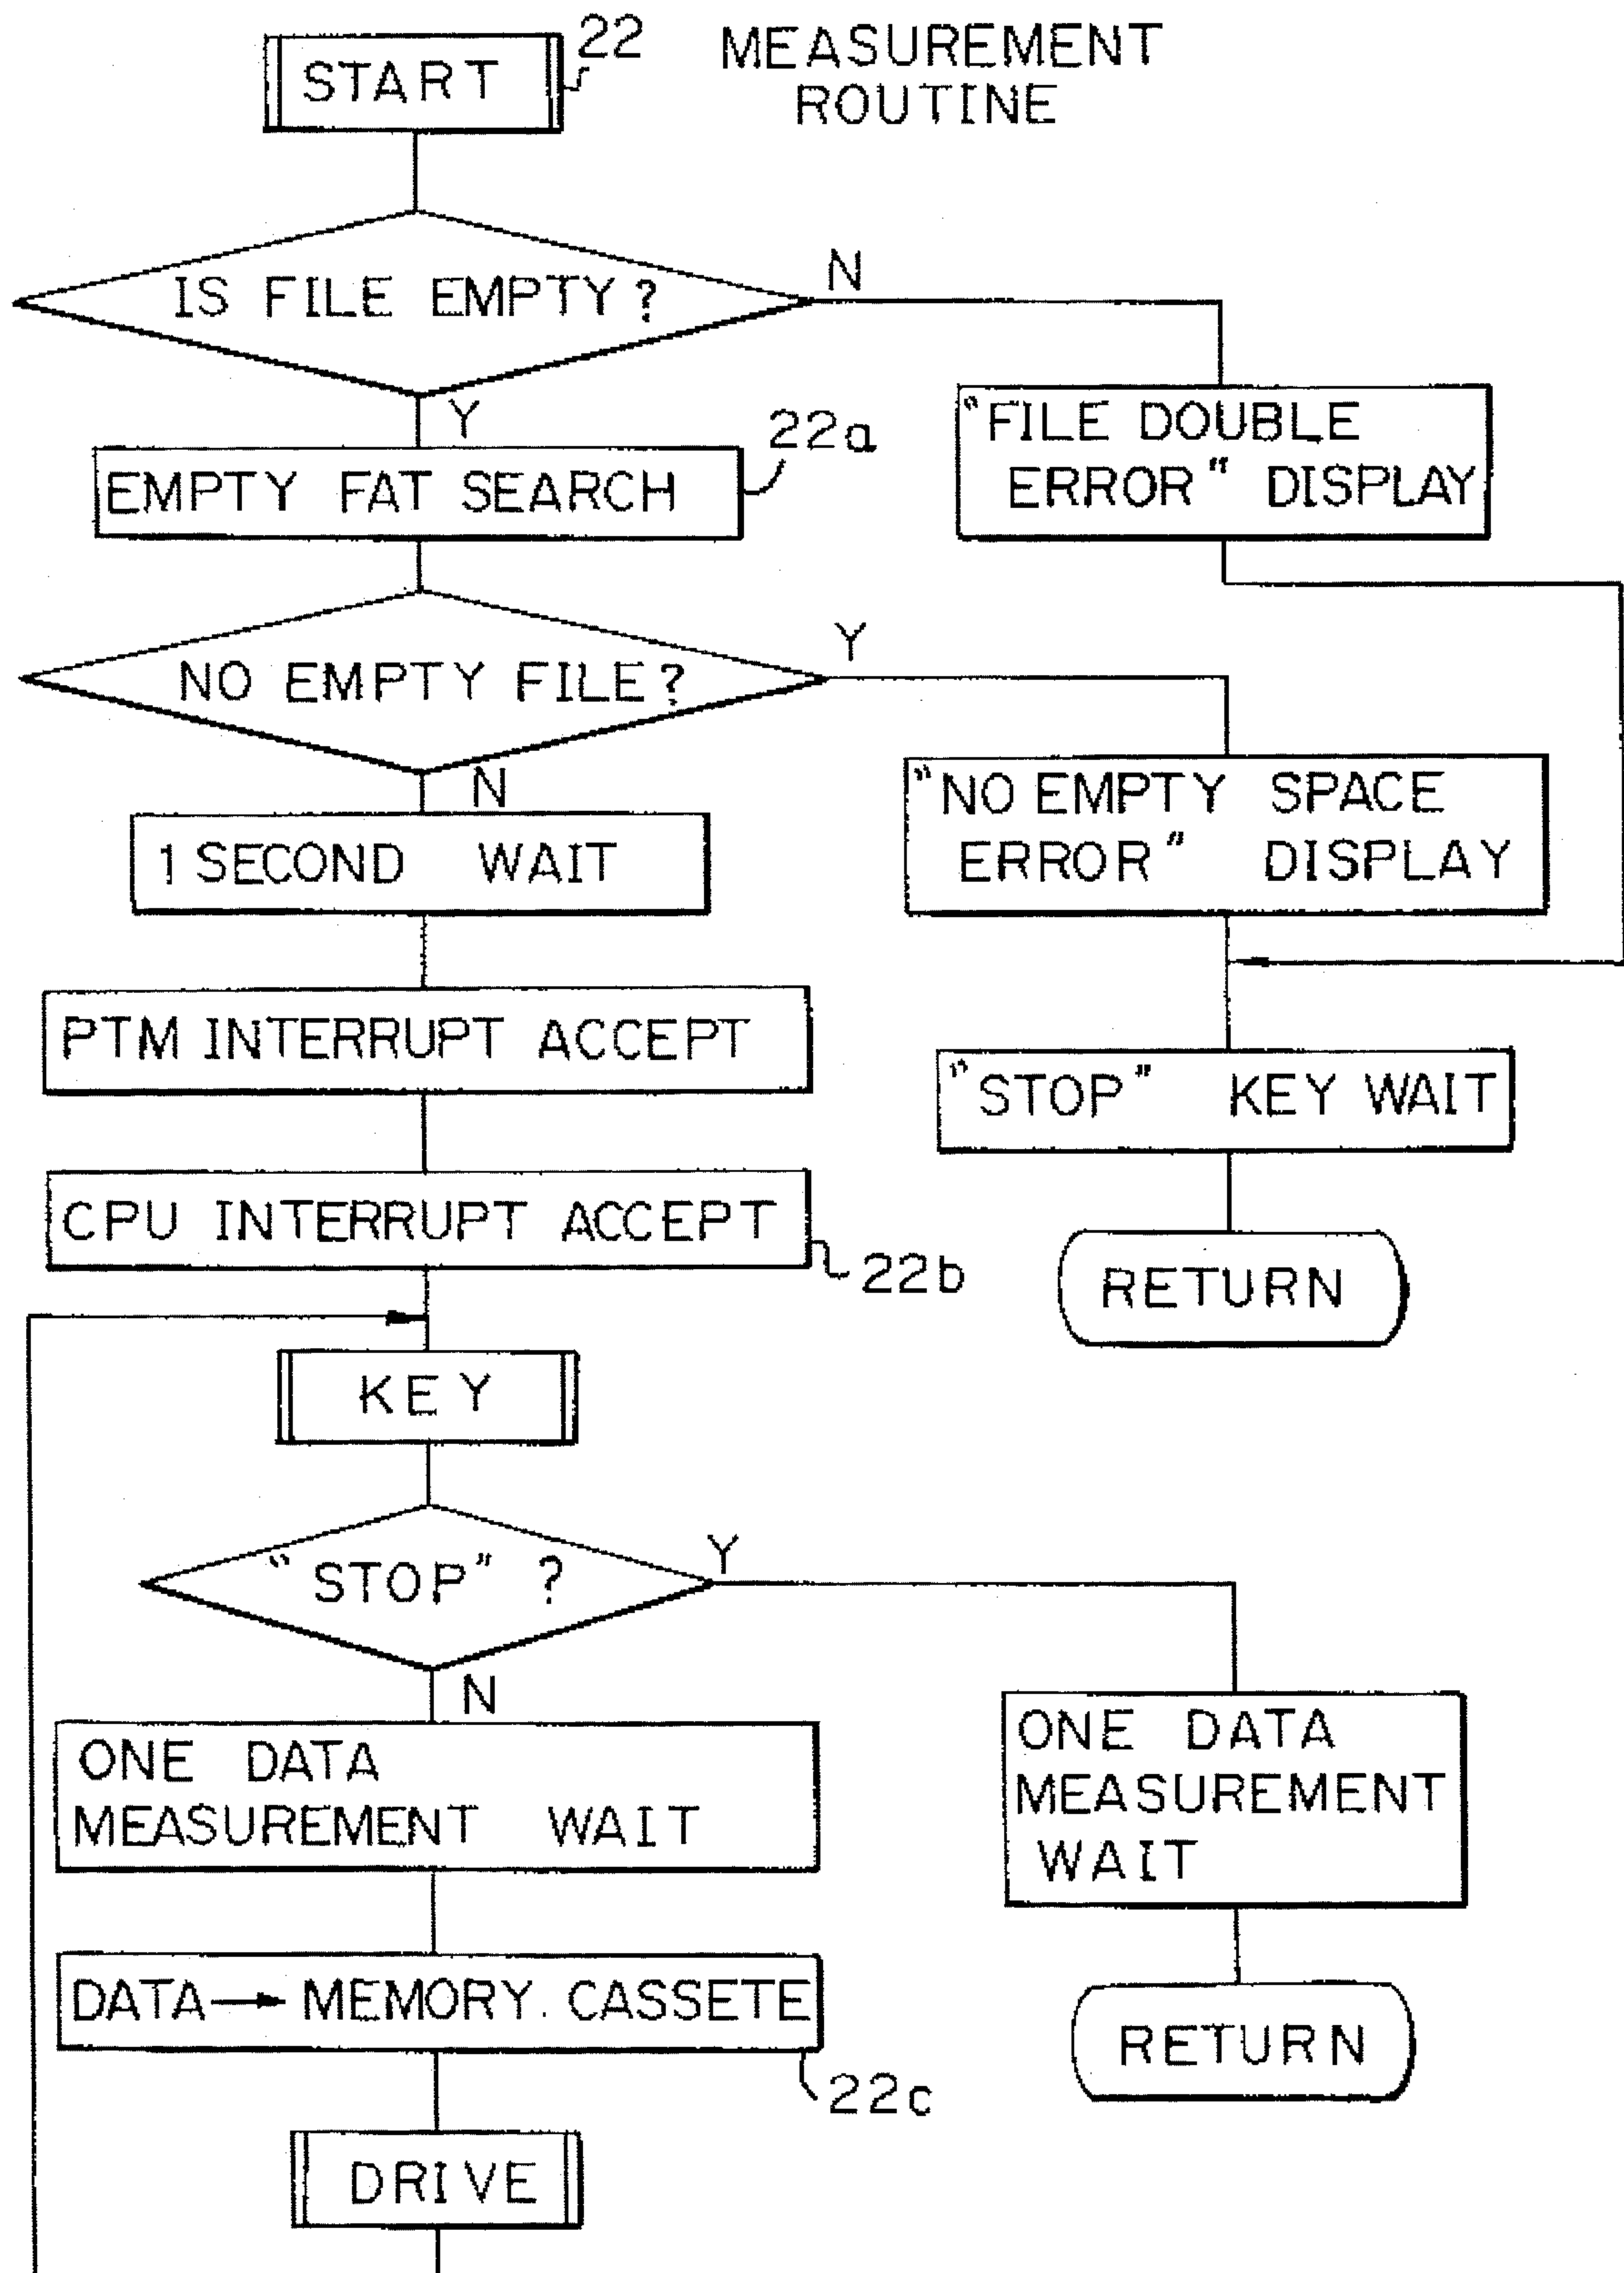 START
22
MEASUREMENT
ROUTINE
IS FILE EMPTY?
N
Y
"FILE DOUBLE
ERROR" DISPLAY
22a
EMPTY FAT SEARCH
NO EMPTY FILE?
Y
N
"NO EMPTY SPACE
ERROR" DISPLAY
1 SECOND WAIT
PTM INTERRUPT ACCEPT
"STOP" KEY WAIT
CPU INTERRUPT ACCEPT
22b
RETURN
KEY
"STOP" ?
Y
N
ONE DATA
MEASUREMENT WAIT
ONE DATA
MEASUREMENT
WAIT
DATA→MEMORY. CASSETE
22c
RETURN
DRIVE